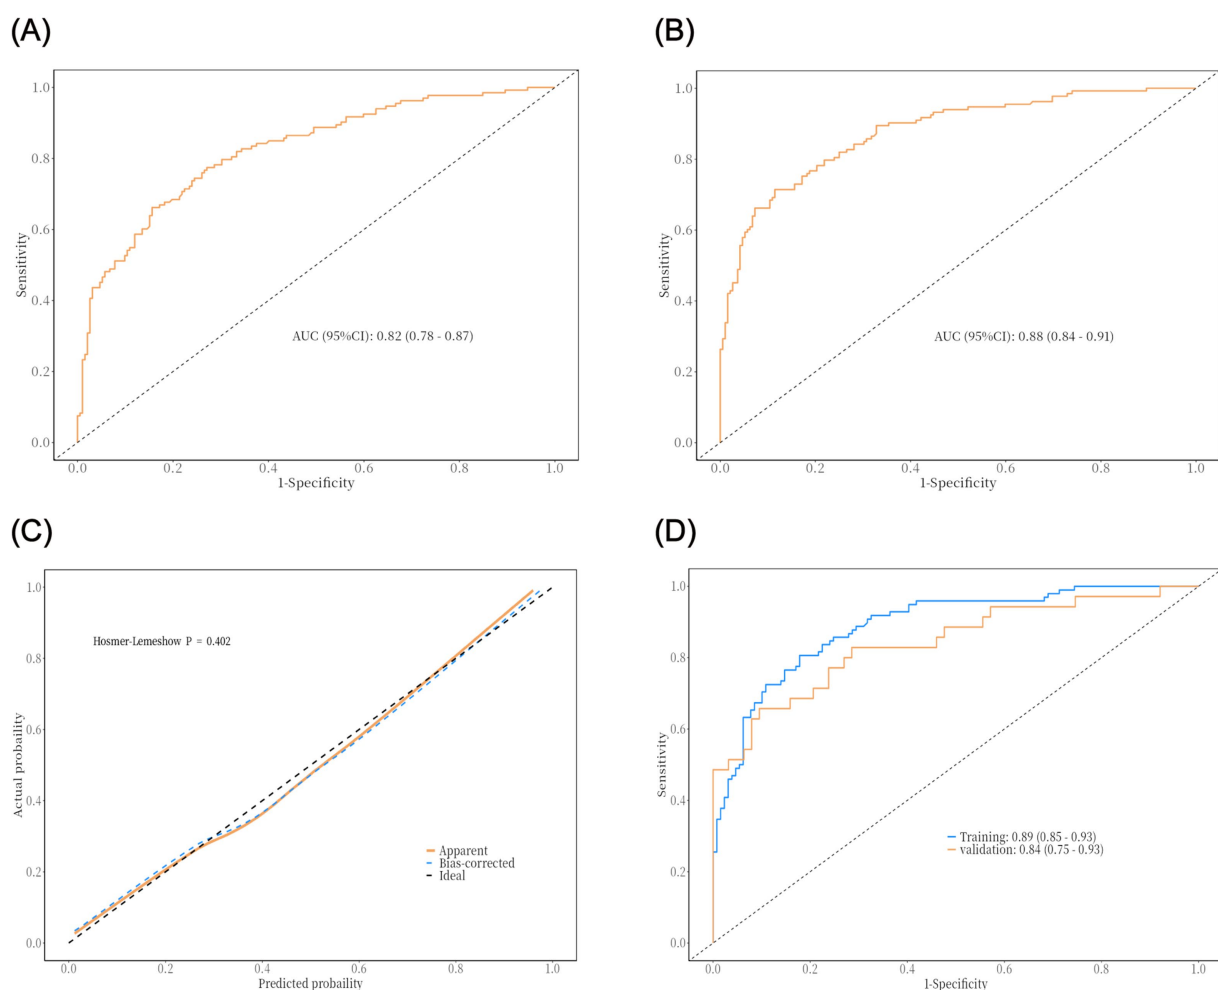 (A)
1.0
0.8
0.6
0.4
0.2
0.0
Sensitivity
AUC (95%CI): 0.82 (0.78 - 0.87)
0.0 0.2 0.4 0.6 0.8 1.0
1-Specificity
(B)
1.0
0.8
0.6
0.4
0.2
0.0
Sensitivity
AUC (95%CI): 0.88 (0.84 - 0.91)
0.0 0.2 0.4 0.6 0.8 1.0
1-Specificity
(C)
1.0
0.8
0.6
0.4
0.2
0.0
Actual probaility
Hosmer-Lemeshow P = 0.402
Apparent
Bias-corrected
Ideal
0.0 0.2 0.4 0.6 0.8 1.0
Predicted probaility
(D)
1.0
0.8
0.6
0.4
0.2
0.0
Sensitivity
Training: 0.89 (0.85 - 0.93)
validation: 0.84 (0.75 - 0.93)
0.0 0.2 0.4 0.6 0.8 1.0
1-Specificity